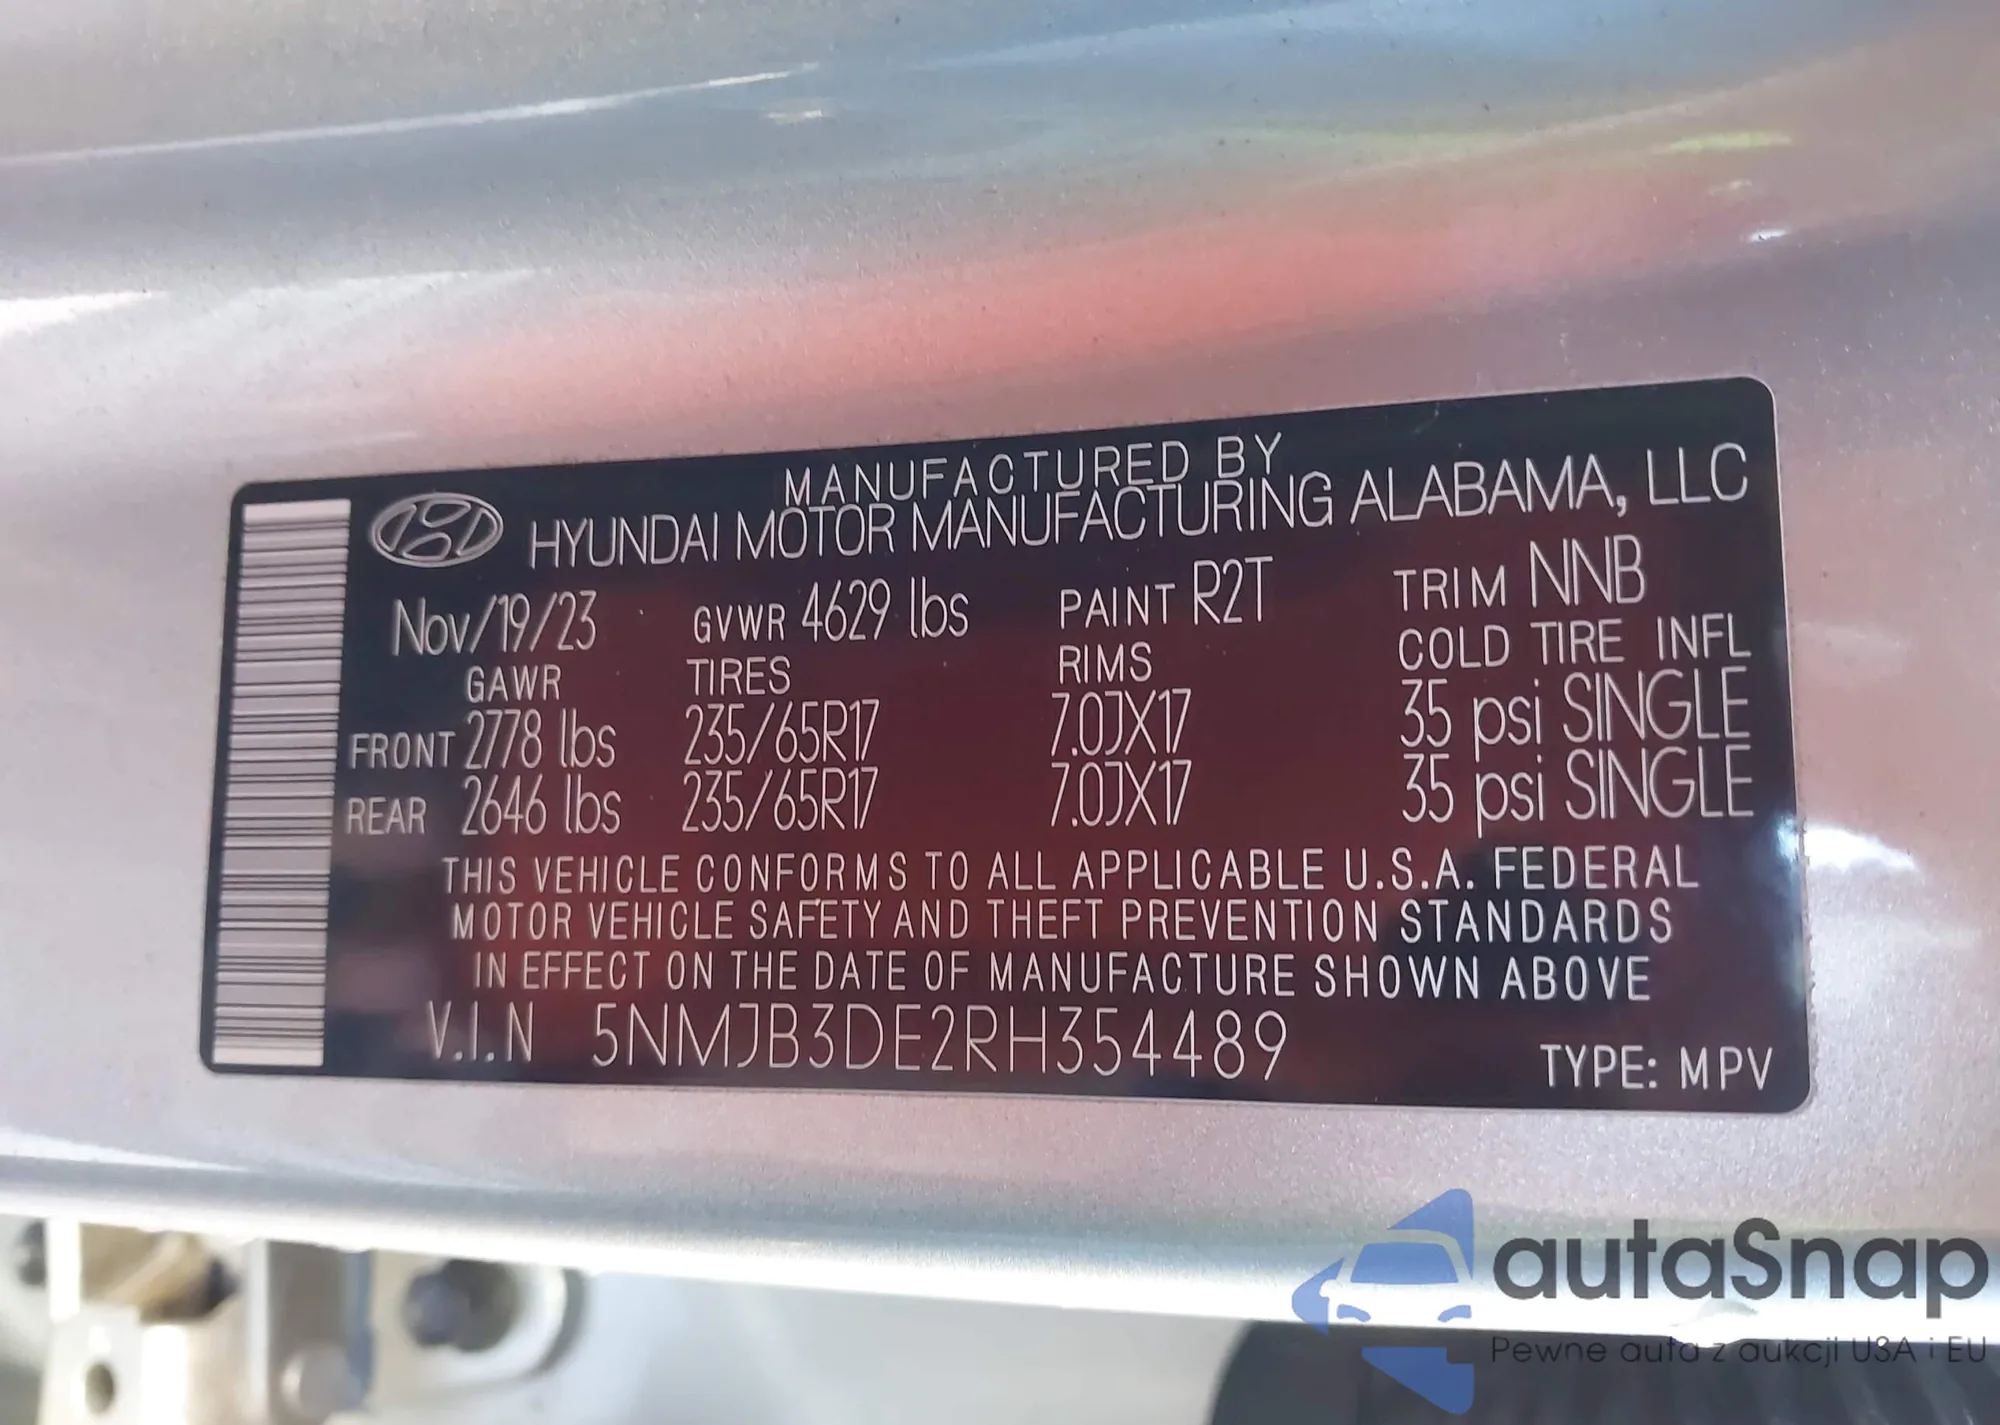 MANUFACTURED BY
HYUNDAI MOTOR MANUFACTURING ALABAMA, LLC
Nov/19/23 GVWR 4629 lbs PAINT R2T TRIM NNB
GAWR TIRES RIMS COLD TIRE INFL
FRONT 2778 lbs 235/65R17 7.0JX17 35 psi SINGLE
REAR 2646 lbs 235/65R17 7.0JX17 35 psi SINGLE
THIS VEHICLE CONFORMS TO ALL APPLICABLE U.S.A. FEDERAL
MOTOR VEHICLE SAFETY AND THEFT PREVENTION STANDARDS
IN EFFECT ON THE DATE OF MANUFACTURE SHOWN ABOVE
V.I.N 5NMJB3DE2RH354489 TYPE: MPV
autaSnap
Pewne auta z aukcji USA i EU